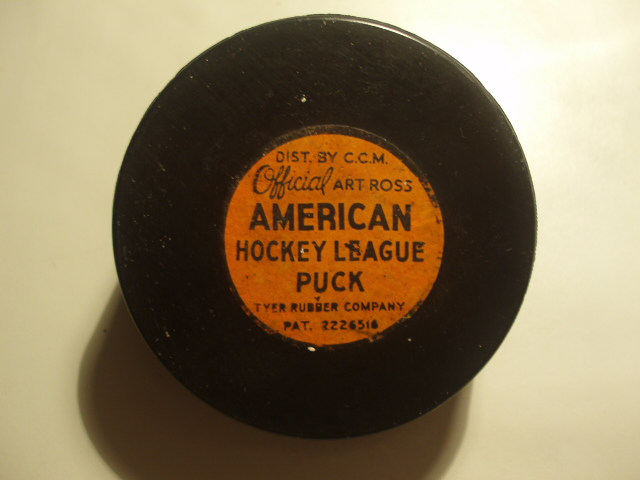 DIST. BY C.C.M.
Official ART ROSS
AMERICAN
HOCKEY LEAGUE
PUCK
TYER RUBBER COMPANY
PAT. 2226516